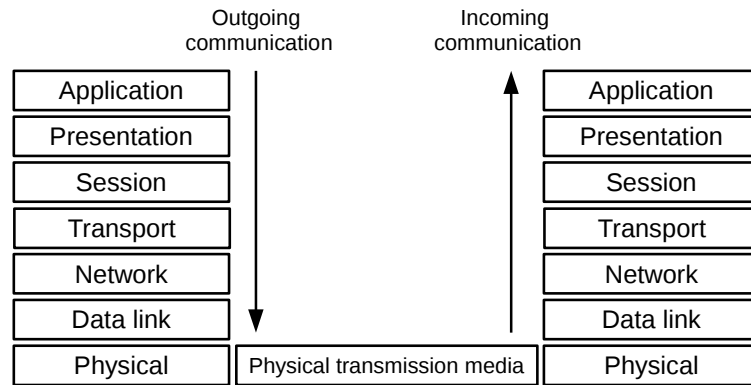 Outgoing
communication
Incoming
communication
Application
Application
Presentation
Presentation
Session
Session
Transport
Transport
Network
Network
Data link
Data link
Physical
Physical transmission media
Physical